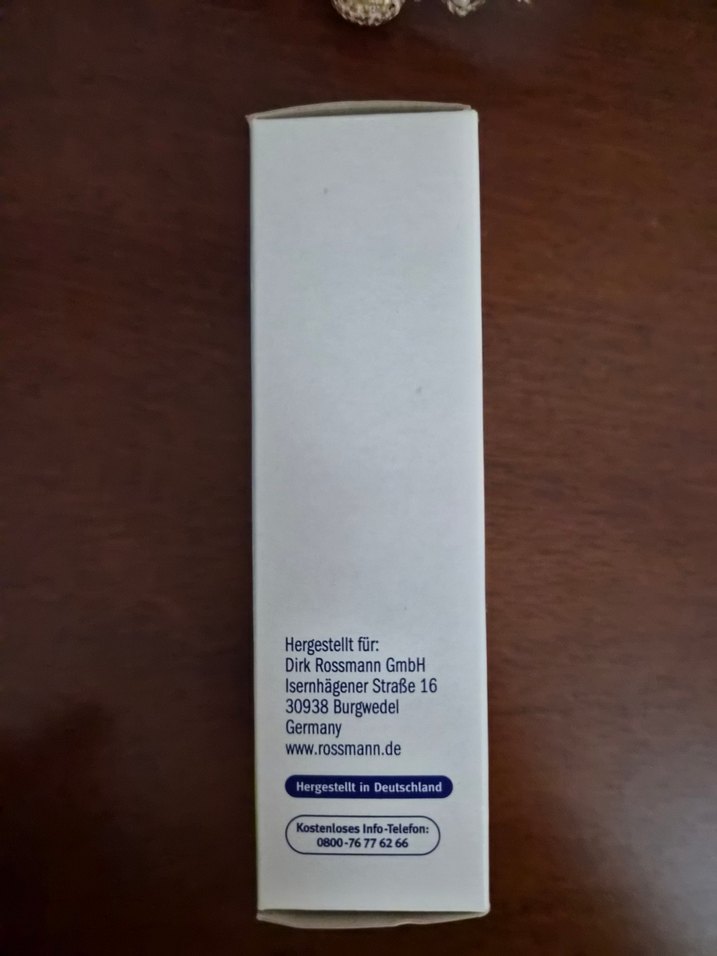 Hergestellt für:
Dirk Rossmann GmbH
Isernhägener Straße 16
30938 Burgwedel
Germany
www.rossmann.de
Hergestellt in Deutschland
Kostenloses Info-Telefon:
0800-76 77 62 66